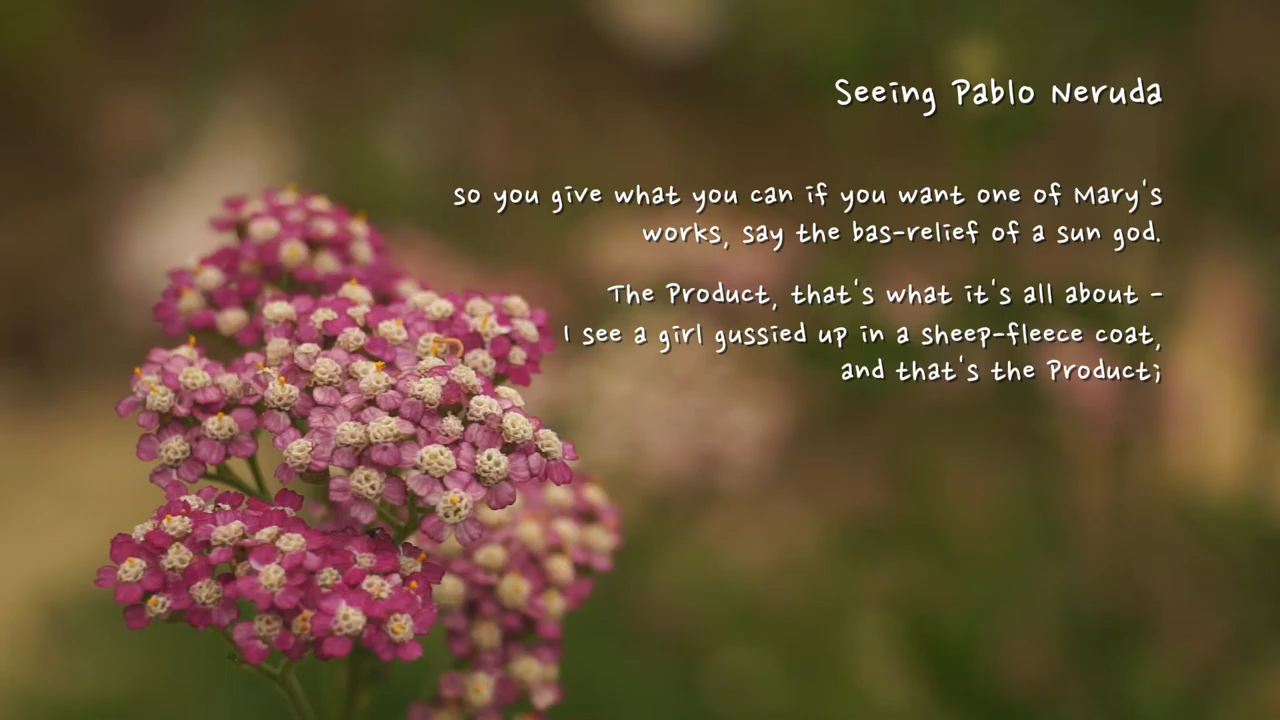 Seeing Pablo Neruda
so you give what you can if you want one of Mary's
works, say the bas-relief of a sun god.
The Product, that's what it's all about -
I see a girl gussied up in a sheep-fleece coat,
and that's the Product;